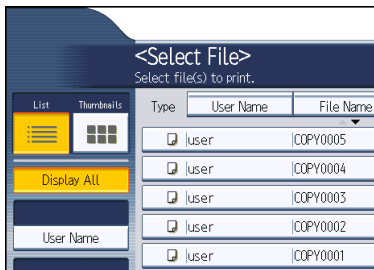 <Select File>
Select file(s) to print.
List Thumbnails
Type User Name File Name
user COPY0005
Display All
user COPY0004
user COPY0003
User Name
user COPY0002
user COPY0001